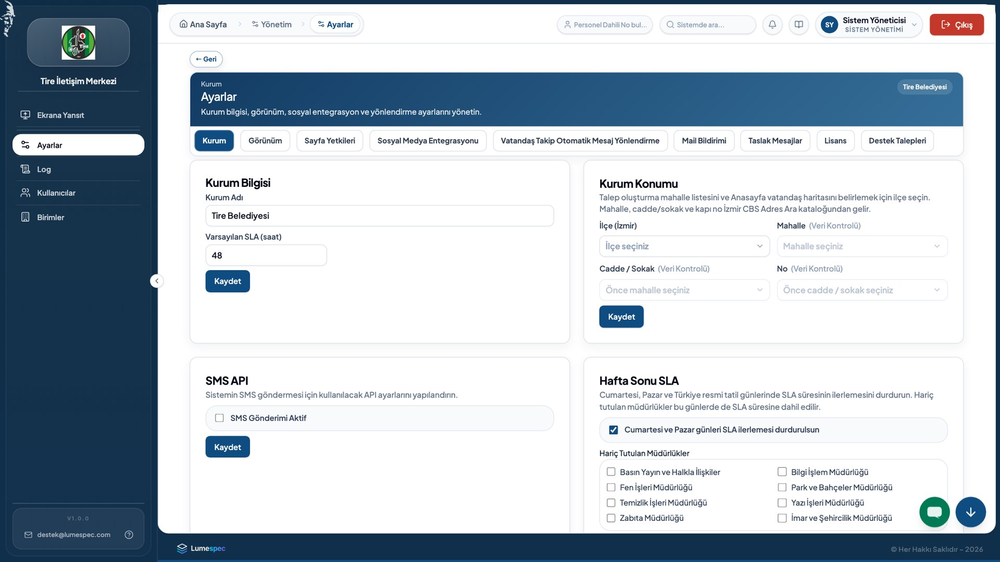 TİRE
Tire İletişim Merkezi
Ekrana Yansıt
Ayarlar
Log
Kullanıcılar
Birimler
V1.0.0
destek@lumespec.com
Ana Sayfa
Yönetim
Ayarlar
Personel Dahili No bul...
Sistemde ara...
SY
Sistem Yöneticisi
SİSTEM YÖNETİMİ
Çıkış
← Geri
Kurum
Ayarlar
Kurum bilgisi, görünüm, sosyal entegrasyon ve yönlendirme ayarlarını yönetin.
Tire Belediyesi
Kurum
Görünüm
Sayfa Yetkileri
Sosyal Medya Entegrasyonu
Vatandaş Takip Otomatik Mesaj Yönlendirme
Mail Bildirimi
Taslak Mesajlar
Lisans
Destek Talepleri
Kurum Bilgisi
Kurum Adı
Tire Belediyesi
Varsayılan SLA (saat)
48
Kaydet
Kurum Konumu
Talep oluşturma mahalle listesini ve Anasayfa vatandaş haritasını belirlemek için ilçe seçin.
Mahalle, cadde/sokak ve kapı no İzmir CBS Adres Ara kataloğundan gelir.
İlçe (İzmir)
Mahalle (Veri Kontrolü)
İlçe seçiniz
Mahalle seçiniz
Cadde / Sokak (Veri Kontrolü)
No (Veri Kontrolü)
Önce mahalle seçiniz
Önce cadde / sokak seçiniz
Kaydet
SMS API
Sistemin SMS göndermesi için kullanılacak API ayarlarını yapılandırın.
SMS Gönderimi Aktif
Kaydet
Hafta Sonu SLA
Cumartesi, Pazar ve Türkiye resmi tatil günlerinde SLA süresinin ilerlemesini durdurun. Hariç
tutulan müdürlükler bu günlerde de SLA süresine dahil edilir.
Cumartesi ve Pazar günleri SLA ilerlemesi durdurulsun
Hariç Tutulan Müdürlükler
Basın Yayın ve Halkla İlişkiler
Bilgi İşlem Müdürlüğü
Fen İşleri Müdürlüğü
Park ve Bahçeler Müdürlüğü
Temizlik İşleri Müdürlüğü
Yazı İşleri Müdürlüğü
Zabıta Müdürlüğü
İmar ve Şehircilik Müdürlüğü
Lumespec
© Her Hakkı Saklıdır – 2026